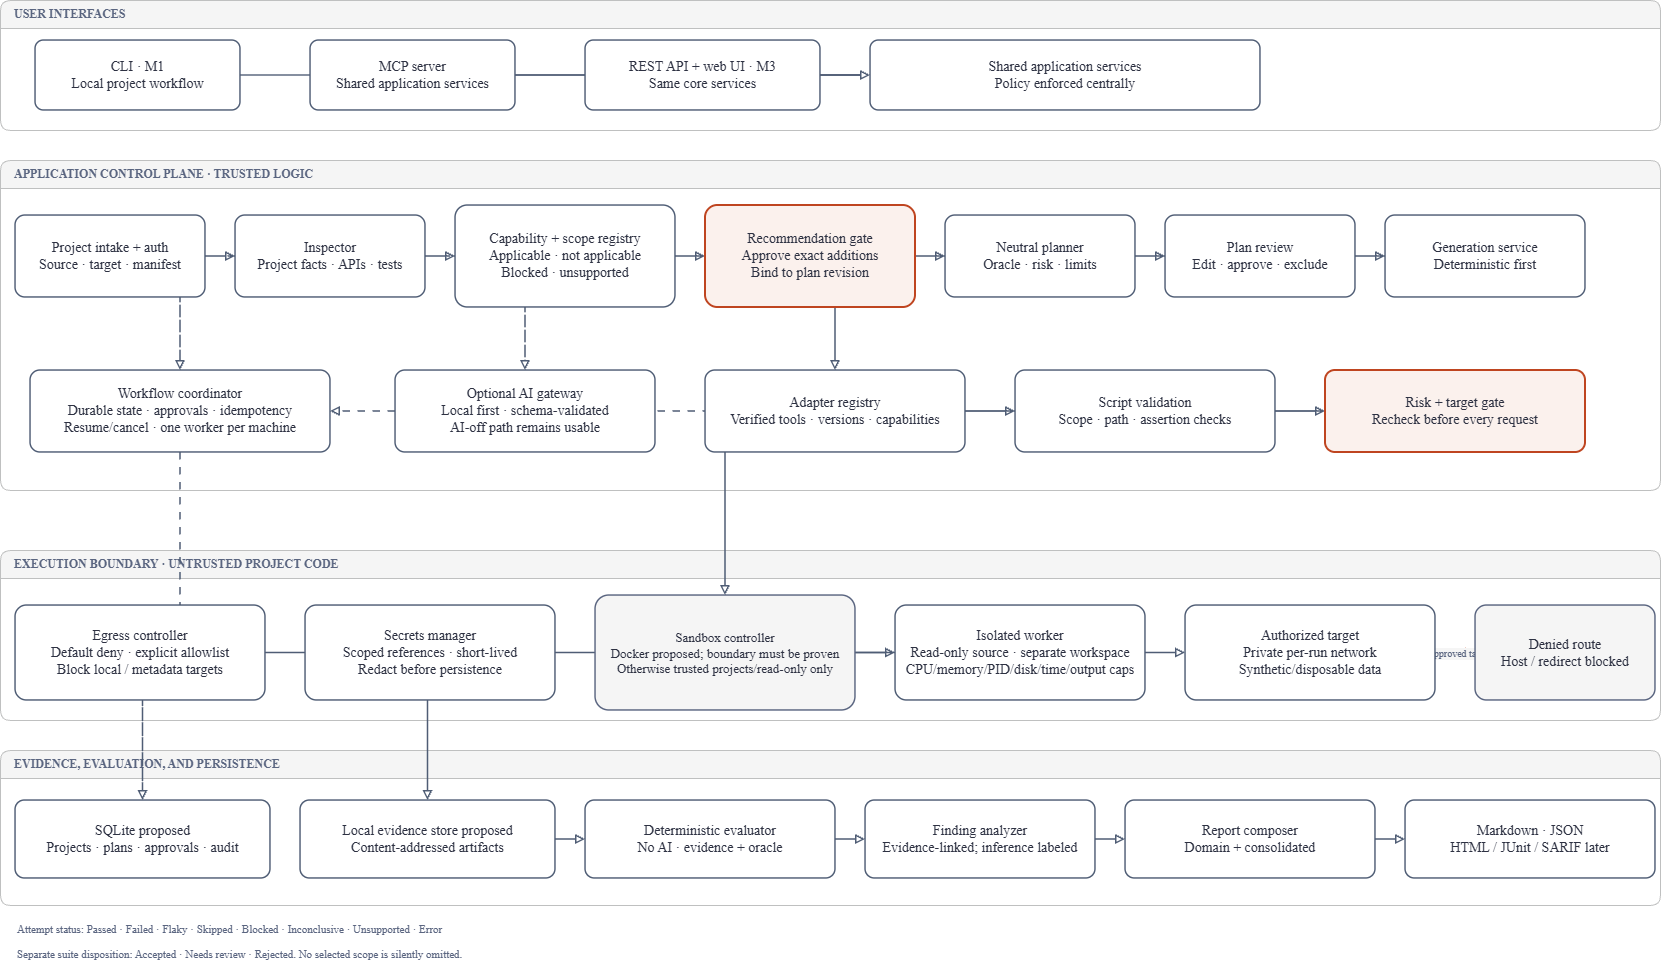 USER INTERFACES
CLI · M1
Local project workflow
MCP server
Shared application services
REST API + web UI · M3
Same core services
Shared application services
Policy enforced centrally
APPLICATION CONTROL PLANE · TRUSTED LOGIC
Project intake + auth
Source · target · manifest
Inspector
Project facts · APIs · tests
Capability + scope registry
Applicable · not applicable
Blocked · unsupported
Recommendation gate
Approve exact additions
Bind to plan revision
Neutral planner
Oracle · risk · limits
Plan review
Edit · approve · exclude
Generation service
Deterministic first
Workflow coordinator
Durable state · approvals · idempotency
Resume/cancel · one worker per machine
Optional AI gateway
Local first · schema-validated
AI-off path remains usable
Adapter registry
Verified tools · versions · capabilities
Script validation
Scope · path · assertion checks
Risk + target gate
Recheck before every request
EXECUTION BOUNDARY · UNTRUSTED PROJECT CODE
Egress controller
Default deny · explicit allowlist
Block local / metadata targets
Secrets manager
Scoped references · short-lived
Redact before persistence
Sandbox controller
Docker proposed; boundary must be proven
Otherwise trusted projects/read-only only
Isolated worker
Read-only source · separate workspace
CPU/memory/PID/disk/time/output caps
Authorized target
Private per-run network
Synthetic/disposable data
Denied route
Host / redirect blocked
EVIDENCE, EVALUATION, AND PERSISTENCE
SQLite proposed
Projects · plans · approvals · audit
Local evidence store proposed
Content-addressed artifacts
Deterministic evaluator
No AI · evidence + oracle
Finding analyzer
Evidence-linked; inference labeled
Report composer
Domain + consolidated
Markdown · JSON
HTML / JUnit / SARIF later
Attempt status: Passed · Failed · Flaky · Skipped · Blocked · Inconclusive · Unsupported · Error
Separate suite disposition: Accepted · Needs review · Rejected. No selected scope is silently omitted.